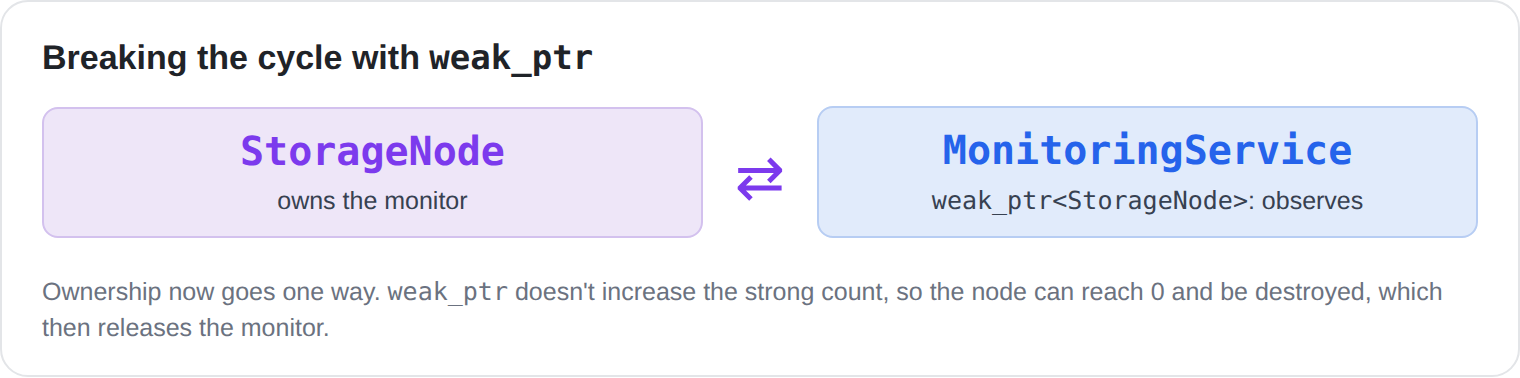 Breaking the cycle with weak_ptr
StorageNode
owns the monitor
⇄
MonitoringService
weak_ptr<StorageNode>: observes
Ownership now goes one way. weak_ptr doesn't increase the strong count, so the node can reach 0 and be destroyed, which
then releases the monitor.